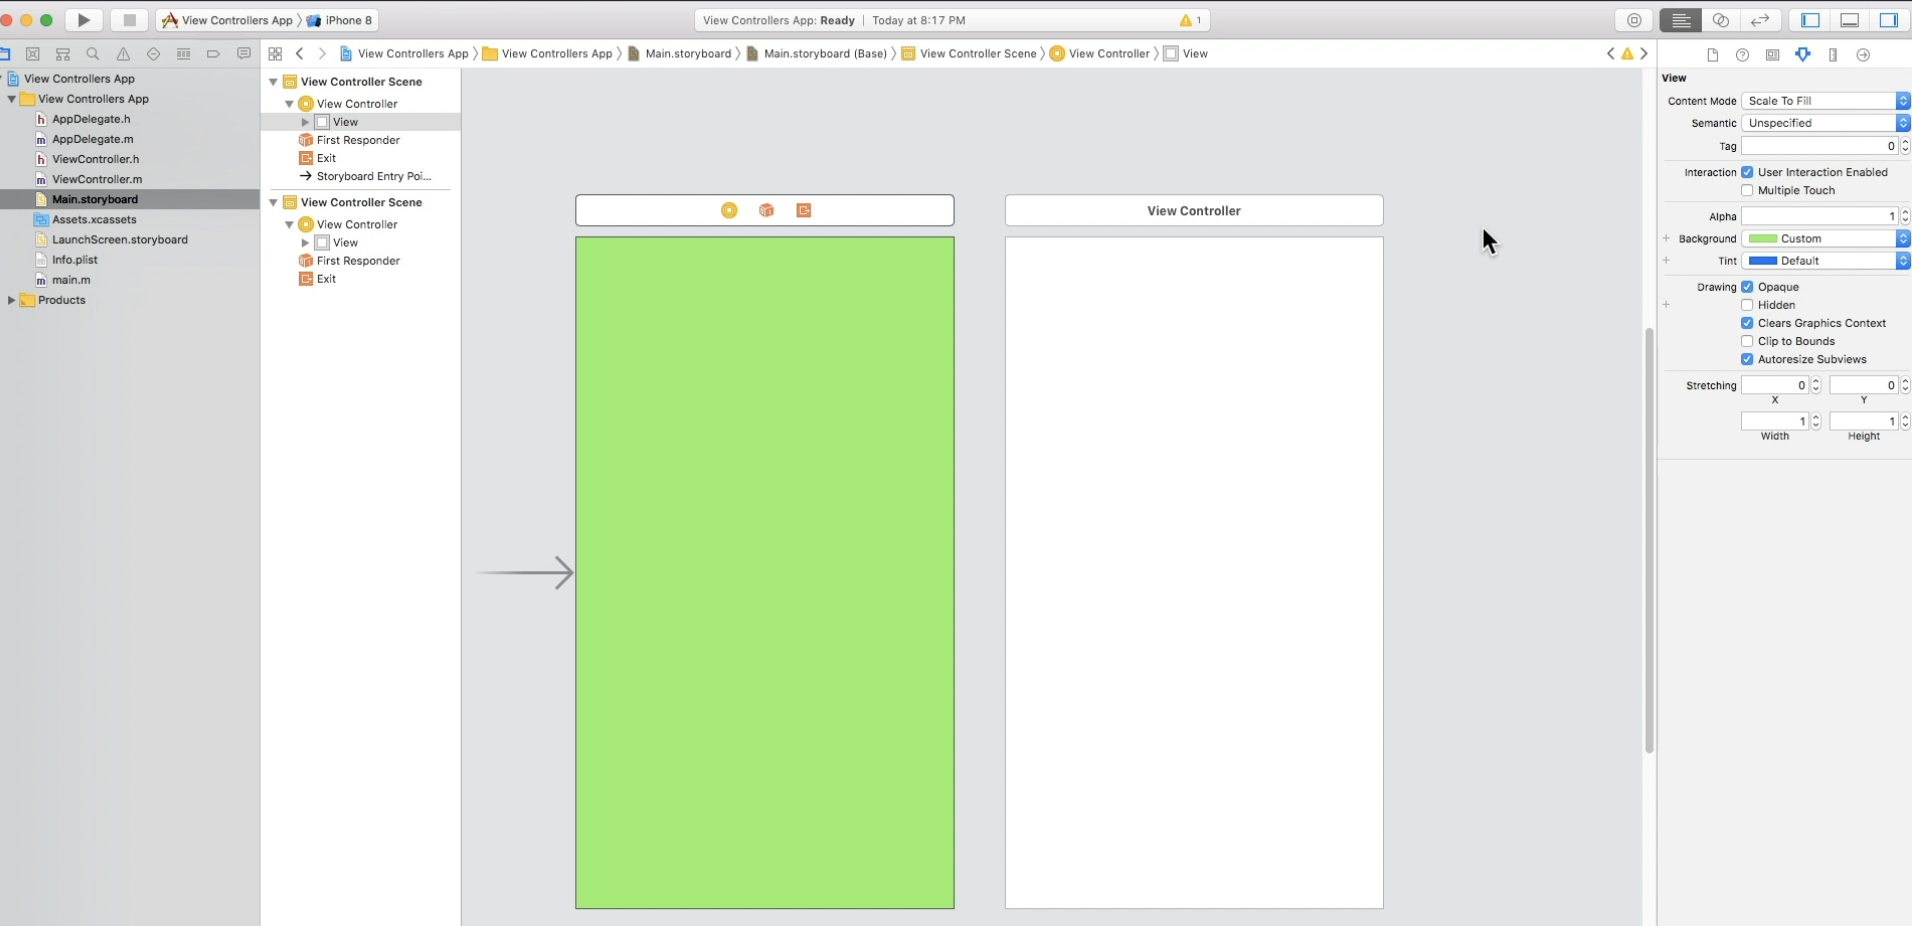 View Controllers App iPhone 8
View Controllers App: Ready | Today at 8:17 PM 1
View Controllers App View Controllers App Main.storyboard Main.storyboard (Base) View Controller Scene View Controller View
View Controllers App
View Controllers App
AppDelegate.h
AppDelegate.m
ViewController.h
ViewController.m
Main.storyboard
Assets.xcassets
LaunchScreen.storyboard
Info.plist
main.m
Products
View Controller Scene
View Controller
View
First Responder
Exit
Storyboard Entry Poi...
View Controller Scene
View Controller
View
First Responder
Exit
View Controller
View
Content Mode Scale To Fill
Semantic Unspecified
Tag 0
Interaction User Interaction Enabled
Multiple Touch
Alpha 1
Background Custom
Tint Default
Drawing Opaque
Hidden
Clears Graphics Context
Clip to Bounds
Autoresize Subviews
Stretching 0 0
X Y
1 1
Width Height